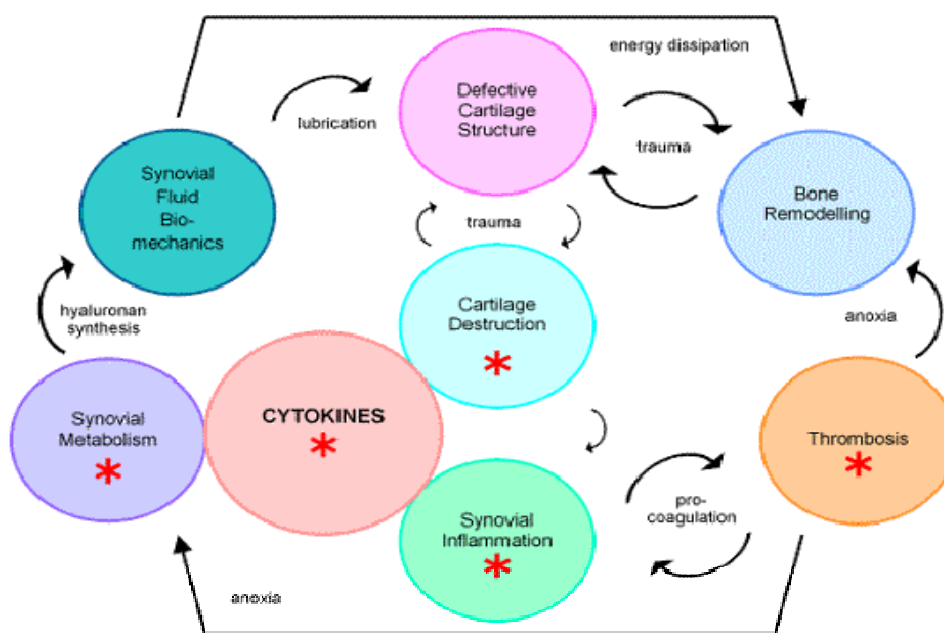 energy dissipation
Defective
Cartilage
Structure
lubrication
trauma
Synovial
Fluid
Bio-
mechanics
Bone
Remodelling
trauma
Cartilage
Destruction
*
hyaluronan
synthesis
anoxia
Synovial
Metabolism
*
CYTOKINES
*
Thrombosis
*
pro-
coagulation
Synovial
Inflammation
*
anoxia